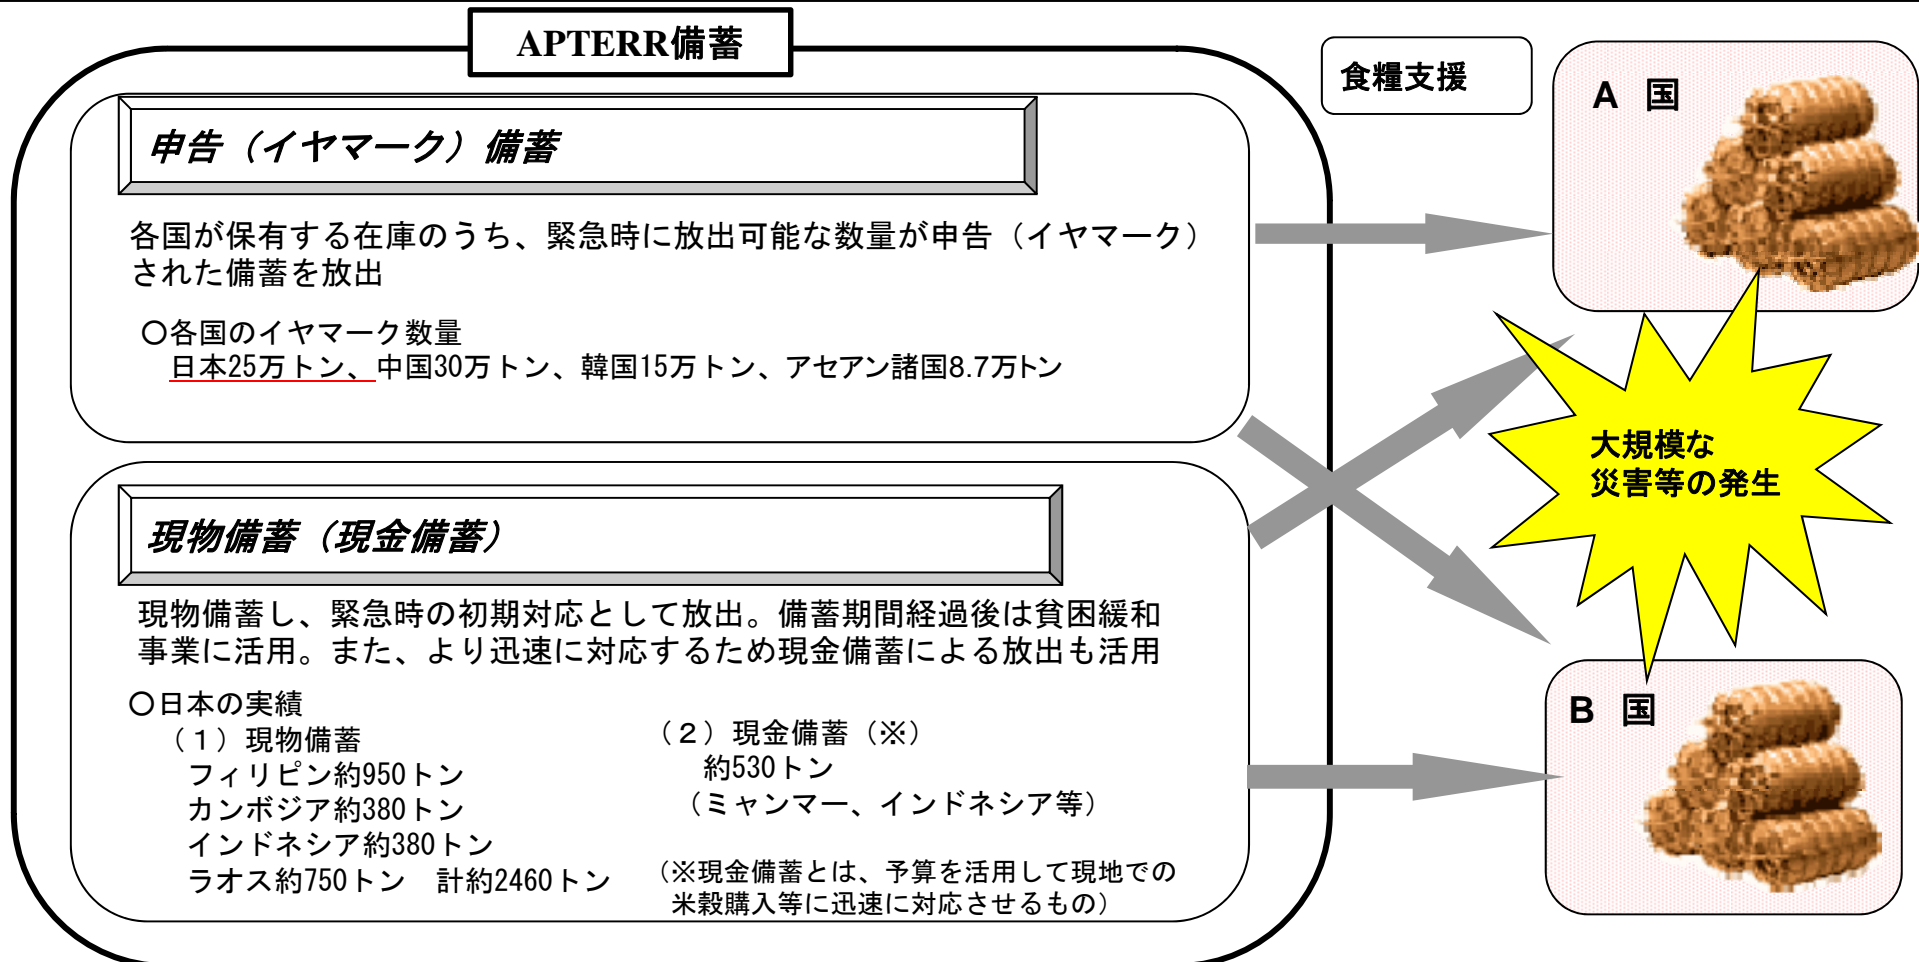 APTERR備蓄
申告（イヤマーク）備蓄
各国が保有する在庫のうち、緊急時に放出可能な数量が申告（イヤマーク）
された備蓄を放出
〇各国のイヤマーク数量
日本25万トン、中国30万トン、韓国15万トン、アセアン諸国8.7万トン
現物備蓄（現金備蓄）
現物備蓄し、緊急時の初期対応として放出。備蓄期間経過後は貧困緩和
事業に活用。また、より迅速に対応するため現金備蓄による放出も活用
〇日本の実績
（１）現物備蓄
フィリピン約950トン
カンボジア約380トン
インドネシア約380トン
ラオス約750トン　計約2460トン
（２）現金備蓄（※）
約530トン
（ミャンマー、インドネシア等）
（※現金備蓄とは、予算を活用して現地での
米穀購入等に迅速に対応させるもの）
食糧支援
A 国
大規模な
災害等の発生
B 国